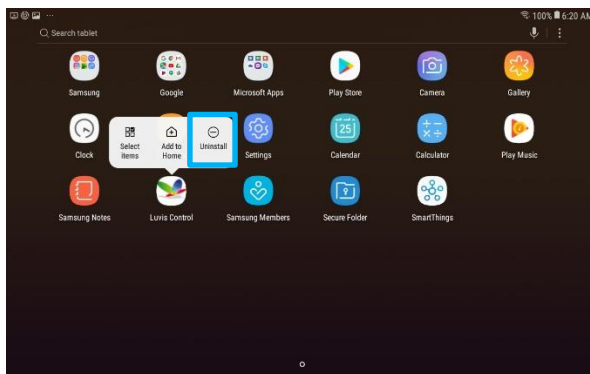 100% 6:20 AM
Search tablet
Samsung
Google
Microsoft Apps
Play Store
Camera
Gallery
Clock
Select items
Add to Home
Uninstall
Settings
25
Calendar
Calculator
Play Music
Samsung Notes
Luvis Control
Samsung Members
Secure Folder
SmartThings